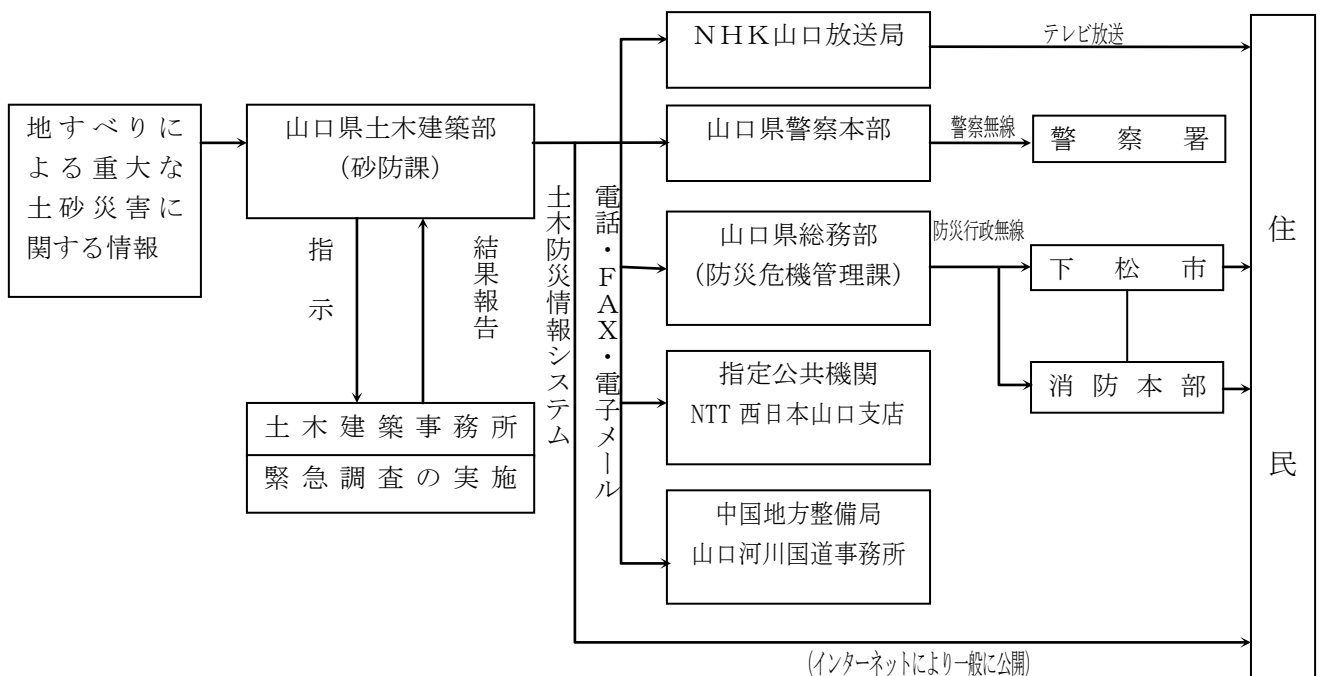 地すべりに
よる重大な
土砂災害に
関する情報
山口県土木建築部
(砂防課)
指示
結果報告
土木建築事務所
緊急調査の実施
土木防災情報システム
電話・FAX・電子メール
NHK山口放送局
テレビ放送
山口県警察本部
警察無線
警察署
山口県総務部
(防災危機管理課)
防災行政無線
下松市
消防本部
指定公共機関
NTT 西日本山口支店
中国地方整備局
山口河川国道事務所
(インターネットにより一般に公開)
住民